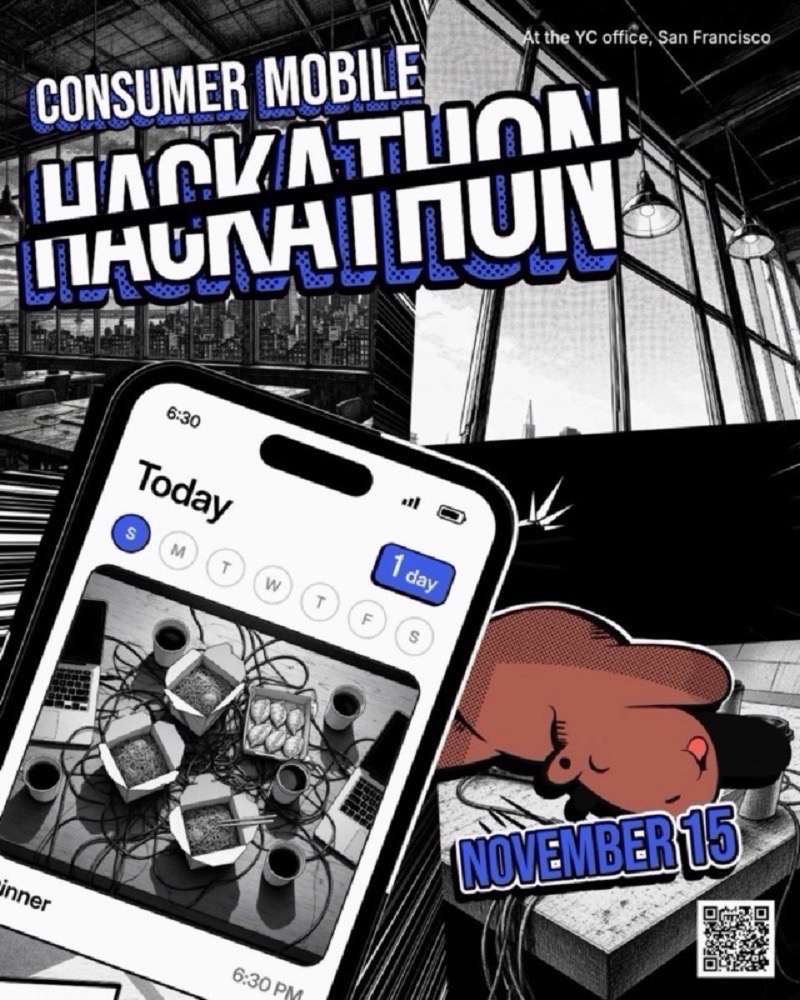 At the YC office, San Francisco
CONSUMER MOBILE
HACKATHON
6:30
Today
S M T W T F S
1 day
inner
6:30 PM
NOVEMBER 15